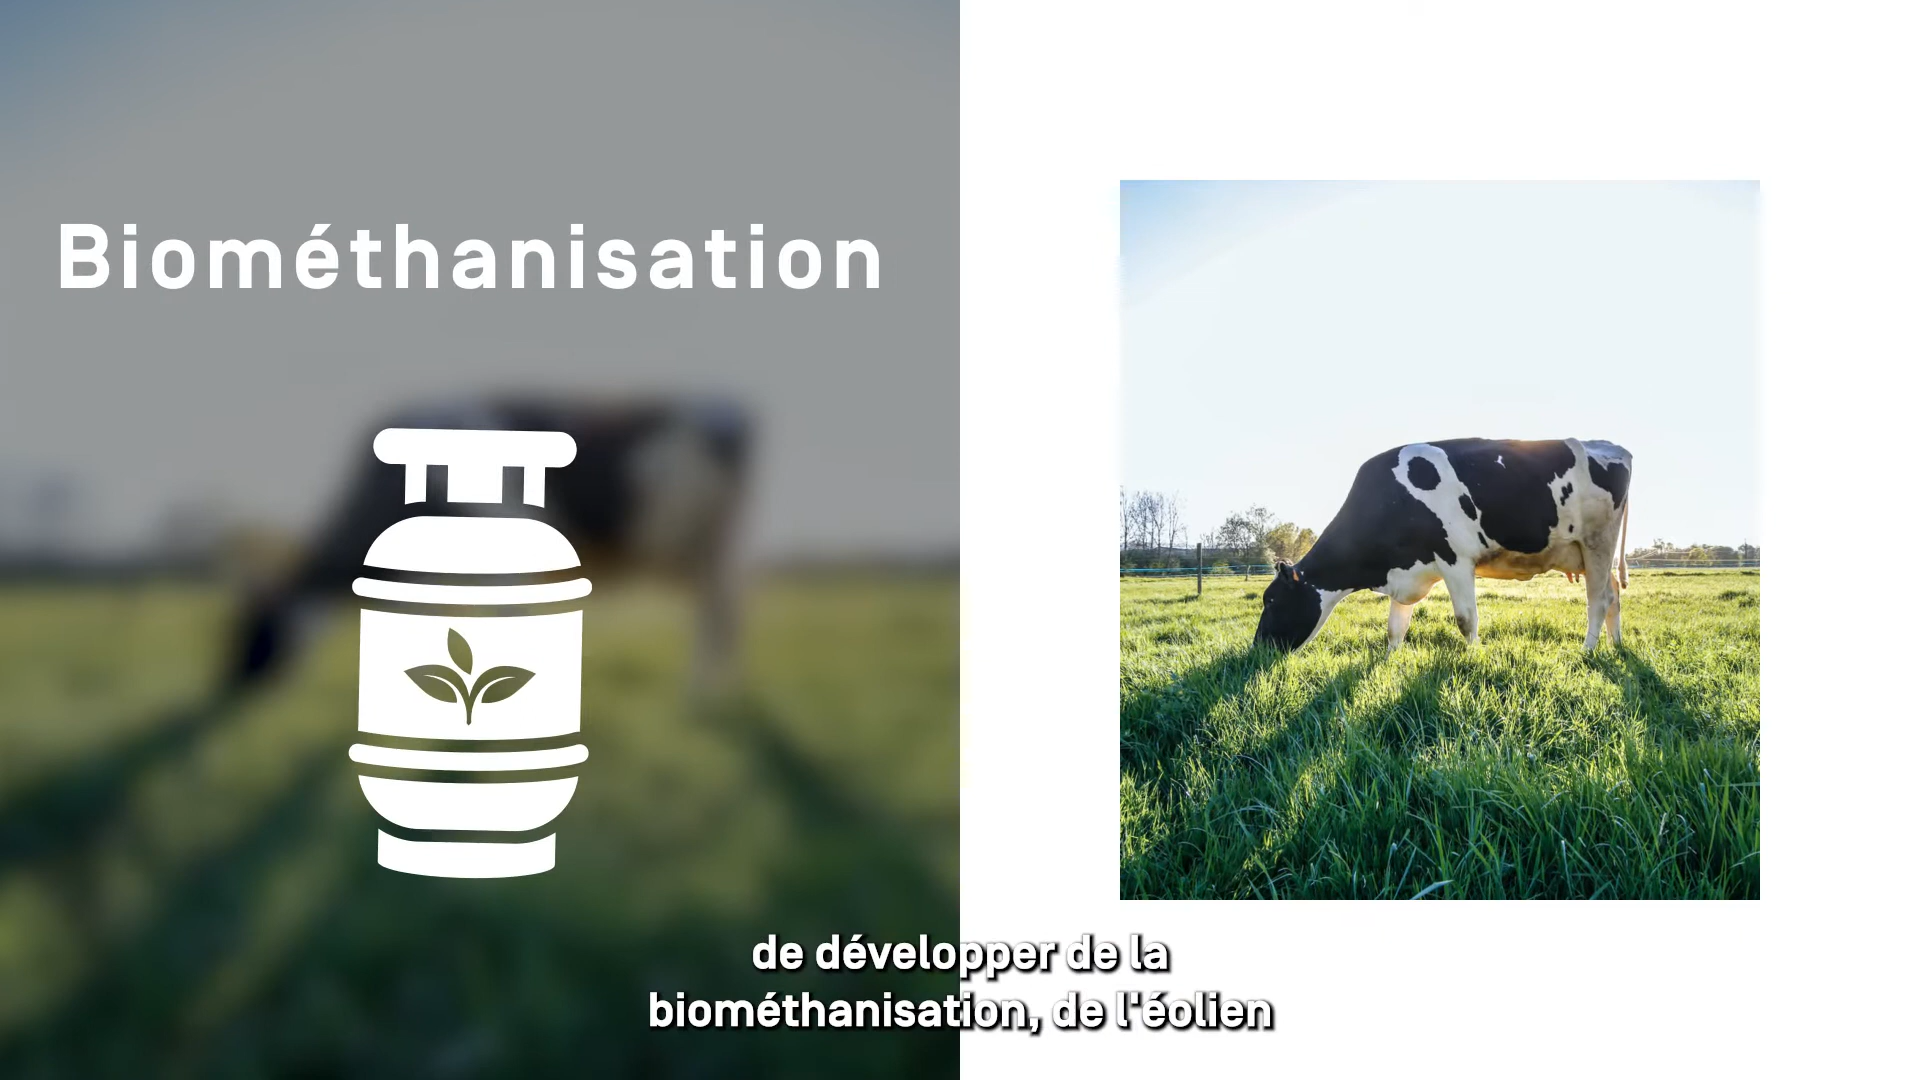 Biométhanisation
de développer de la
biométhanisation, de l'éolien